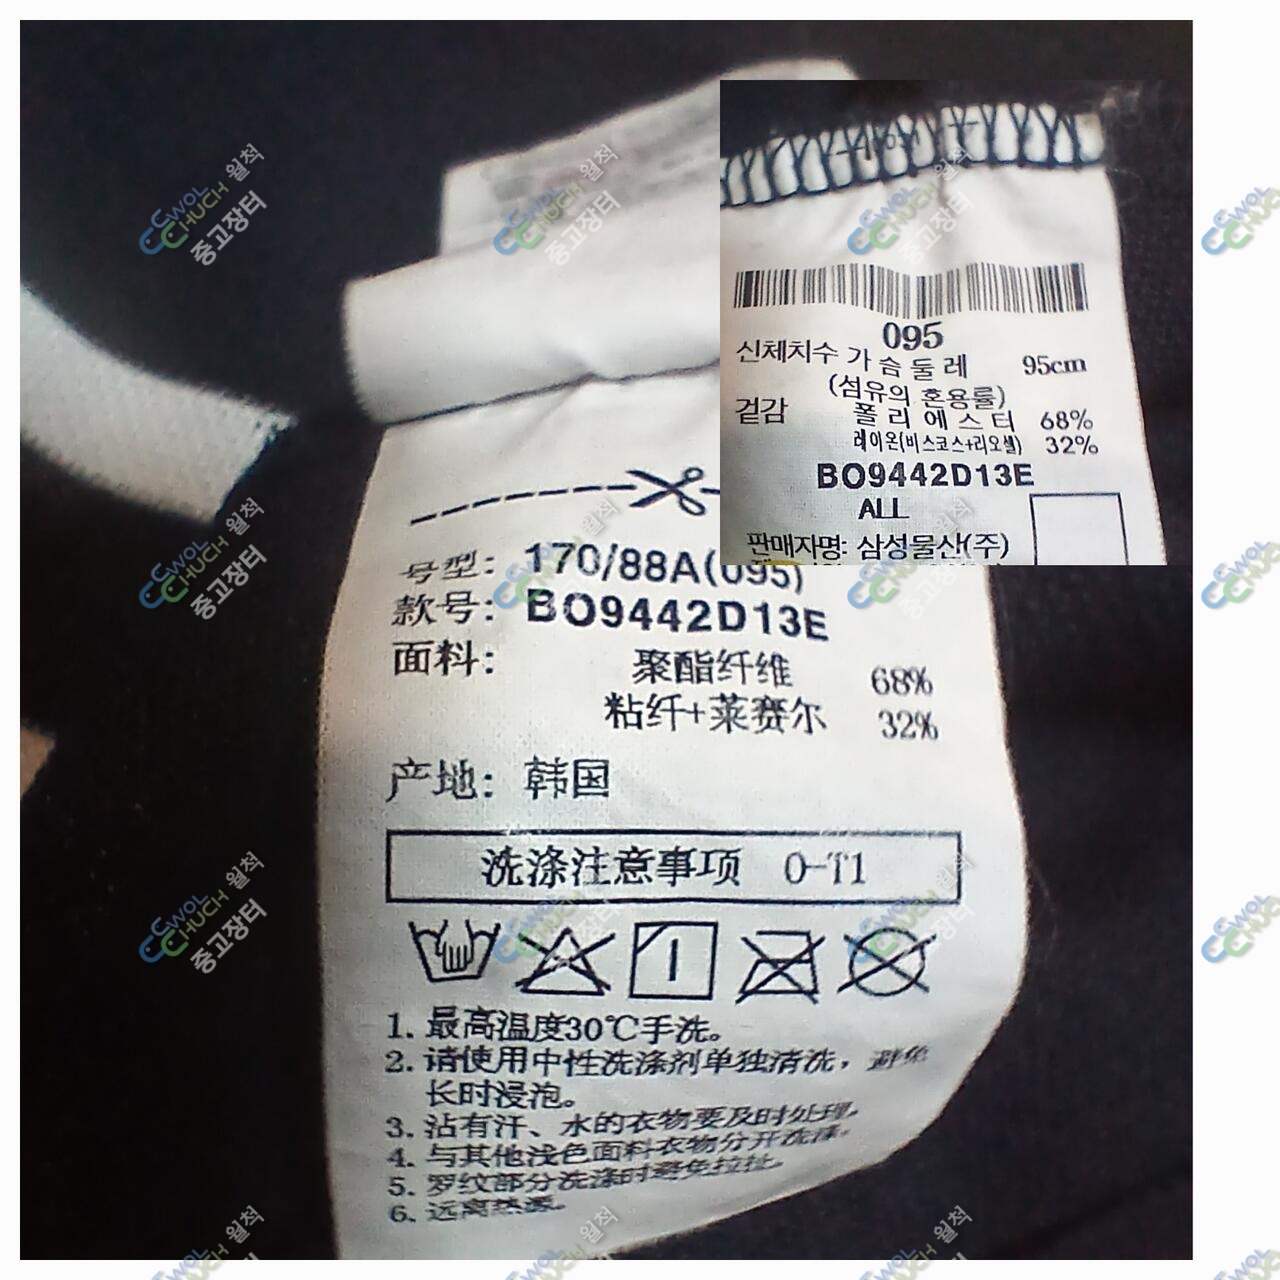 095
신체치수 가슴둘레 95cm
(섬유의 혼용률)
겉감 폴리에스터 68%
레이온(비스코스+리오셀) 32%
BO9442D13E
ALL
판매자명: 삼성물산(주)
号型: 170/88A(095)
款号: BO9442D13E
面料: 聚酯纤维 68%
粘纤+莱赛尔 32%
产地: 韩国
洗涤注意事项 O-T1
1. 最高温度30℃手洗。
2. 请使用中性洗涤剂单独清洗，避免
长时浸泡。
3. 沾有汗、水的衣物要及时处理。
4. 与其他浅色面料衣物分开洗涤。
5. 罗纹部分洗涤时避免拉扯。
6. 远离热源。
CWOL
CHUCH 월척
중고장터